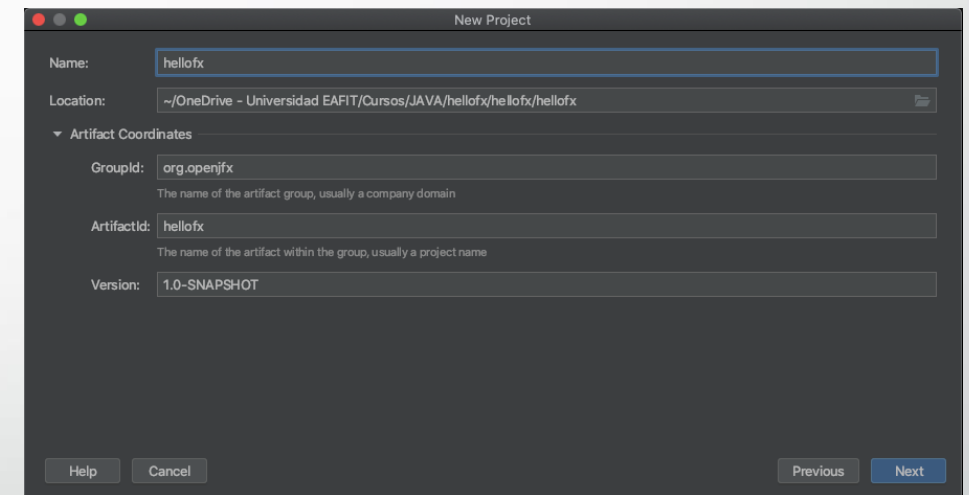 New Project
Name: hellofx
Location: ~/OneDrive - Universidad EAFIT/Cursos/JAVA/hellofx/hellofx/hellofx
Artifact Coordinates
GroupId: org.openjfx
The name of the artifact group, usually a company domain
ArtifactId: hellofx
The name of the artifact within the group, usually a project name
Version: 1.0-SNAPSHOT
Help Cancel Previous Next